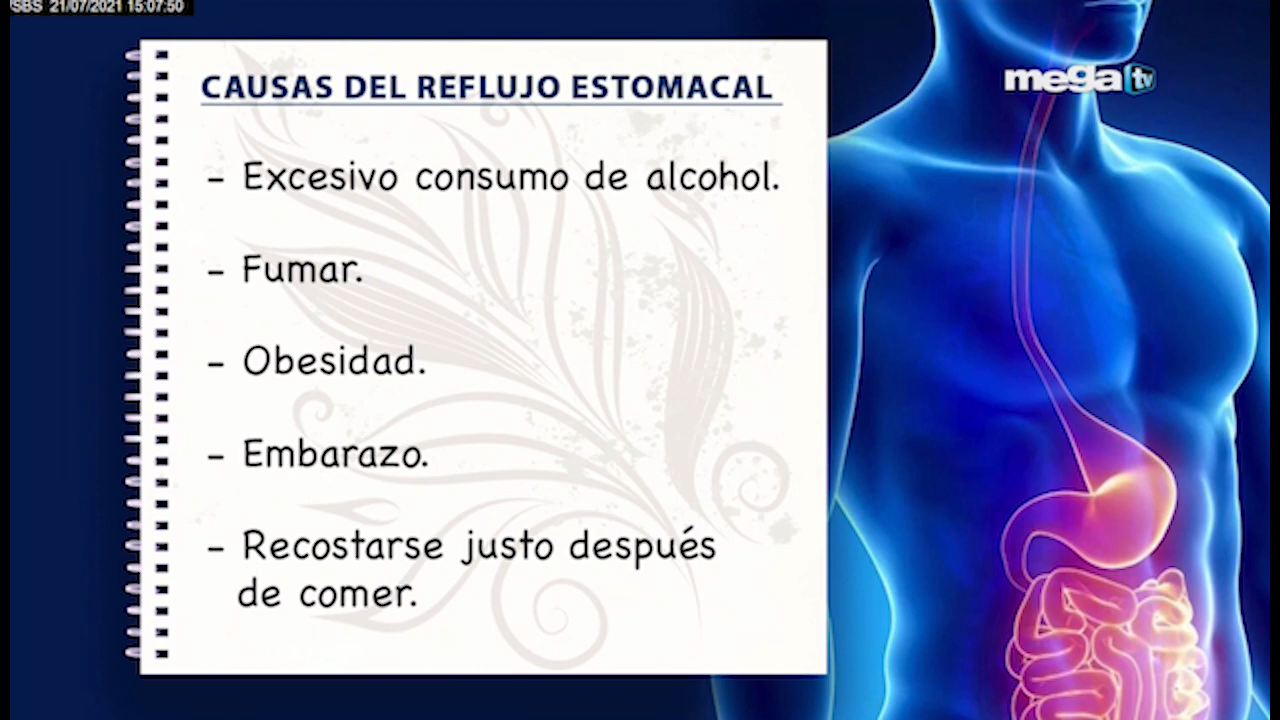 SBS 21/07/2021 15:07:50
mega tv
CAUSAS DEL REFLUJO ESTOMACAL
- Excesivo consumo de alcohol.
- Fumar.
- Obesidad.
- Embarazo.
- Recostarse justo después
de comer.